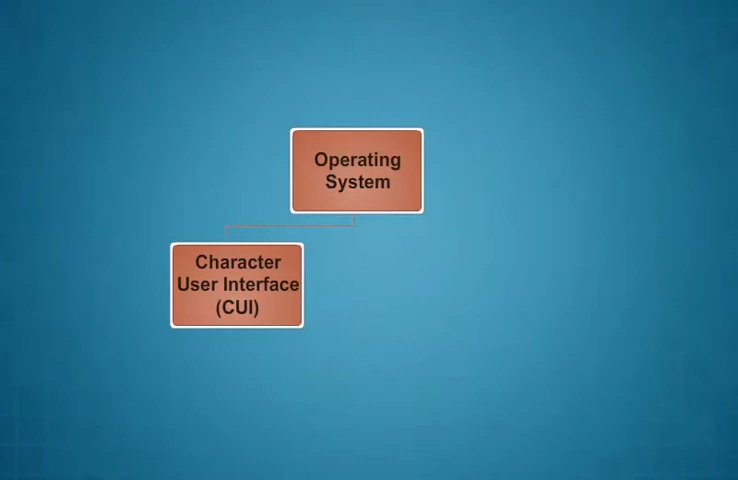 Operating
System
Character
User Interface
(CUI)